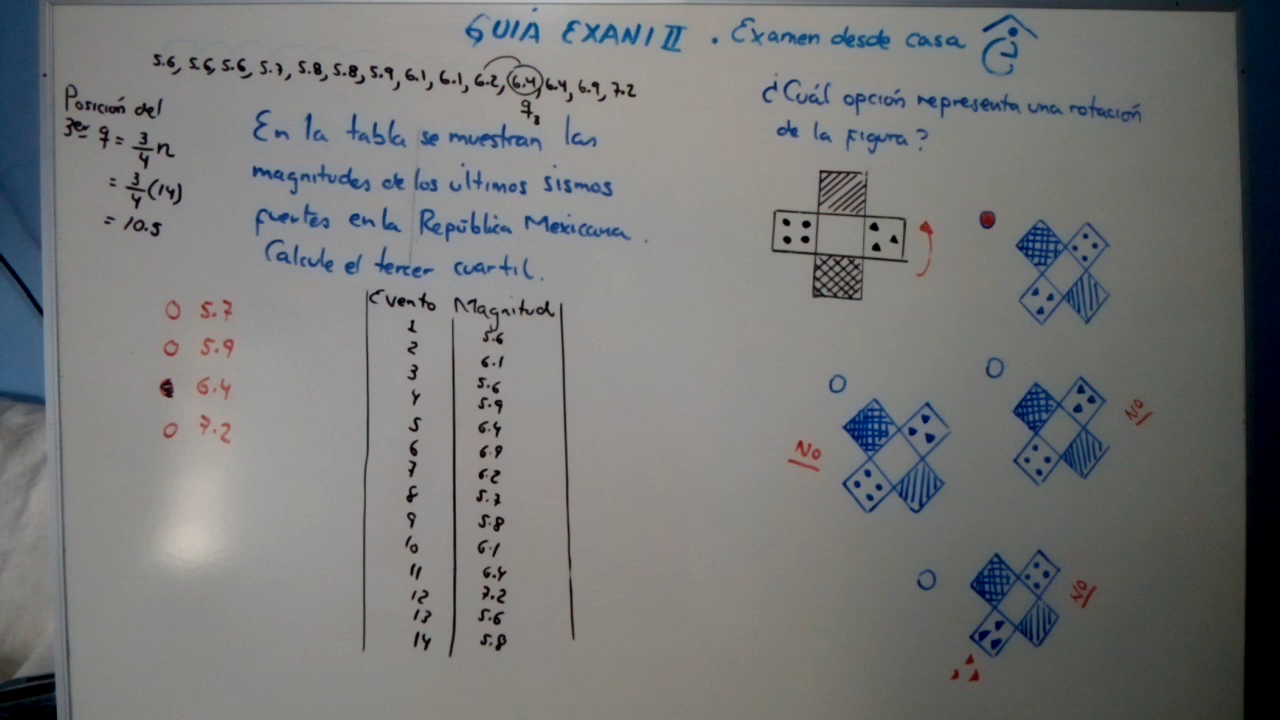 GUÍA EXANI II . Examen desde casa
5.6, 5.6, 5.6, 5.7, 5.8, 5.8, 5.9, 6.1, 6.1, 6.2, 6.4, 6.4, 6.9, 7.2
q3
Posición del
3er q = 3/4 n
= 3/4 (14)
= 10.5
En la tabla se muestran las
magnitudes de los últimos sismos
fuertes en la República Mexicana.
Calcule el tercer cuartil.
5.7
5.9
6.4
7.2
Evento Magnitud
1 5.6
2 6.1
3 5.6
4 5.9
5 6.4
6 6.9
7 6.2
8 5.7
9 5.8
10 6.1
11 6.4
12 7.2
13 5.6
14 5.8
¿Cuál opción representa una rotación
de la figura?
No
No
No